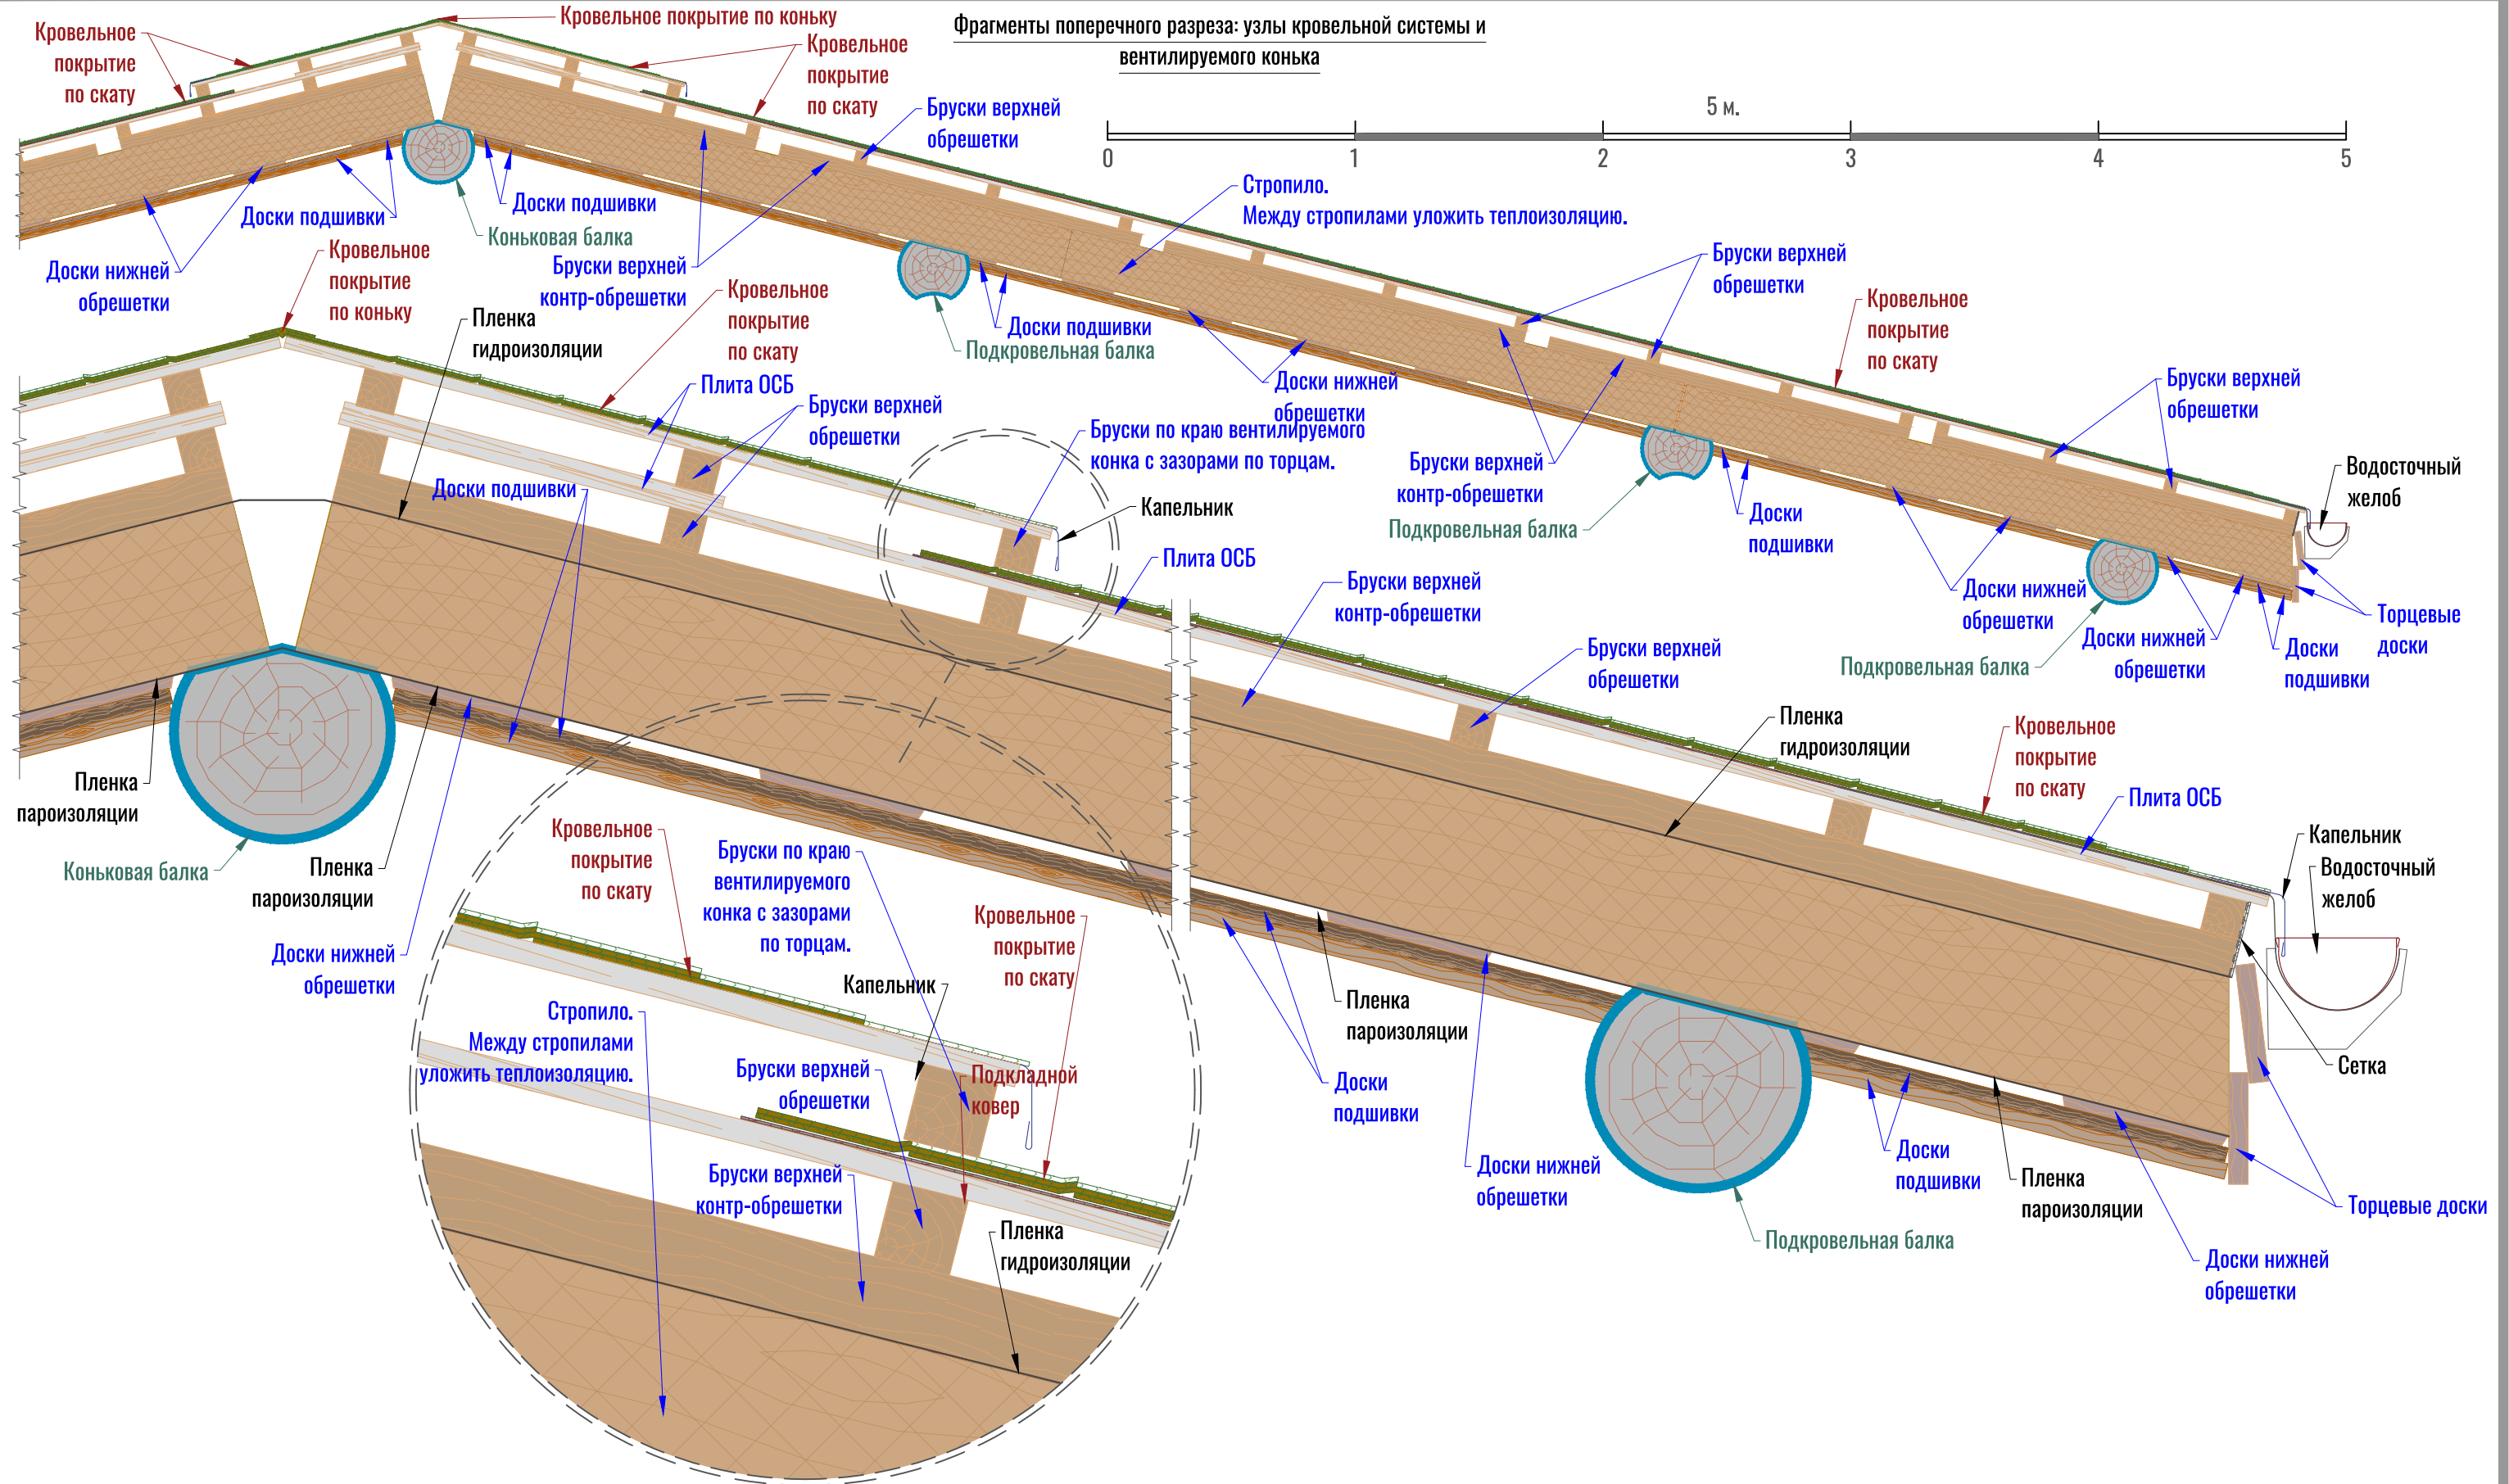 Фрагменты поперечного разреза: узлы кровельной системы и
вентилируемого конька
Кровельное
покрытие
по скату
Кровельное покрытие по коньку
Кровельное
покрытие
по скату
Бруски верхней
обрешетки
5 м.
0
1
2
3
4
5
Стропило.
Между стропилами уложить теплоизоляцию.
Доски подшивки
Доски подшивки
Коньковая балка
Доски нижней
обрешетки
Бруски верхней
контр-обрешетки
Доски подшивки
Подкровельная балка
Доски нижней
обрешетки
Бруски верхней
обрешетки
Кровельное
покрытие
по скату
Бруски верхней
контр-обрешетки
Подкровельная балка
Доски
подшивки
Бруски верхней
обрешетки
Водосточный
желоб
Доски нижней
обрешетки
Подкровельная балка
Доски нижней
обрешетки
Доски
подшивки
Торцевые
доски
Кровельное
покрытие
по коньку
Пленка
гидроизоляции
Кровельное
покрытие
по скату
Плита ОСБ
Бруски верхней
обрешетки
Бруски по краю вентилируемого
конка с зазорами по торцам.
Доски подшивки
Капельник
Плита ОСБ
Бруски верхней
контр-обрешетки
Бруски верхней
обрешетки
Пленка
гидроизоляции
Кровельное
покрытие
по скату
Плита ОСБ
Капельник
Водосточный
желоб
Пленка
пароизоляции
Коньковая балка
Пленка
пароизоляции
Доски нижней
обрешетки
Кровельное
покрытие
по скату
Бруски по краю
вентилируемого
конка с зазорами
по торцам.
Кровельное
покрытие
по скату
Капельник
Стропило.
Между стропилами
уложить теплоизоляцию.
Бруски верхней
обрешетки
Подкладной
ковер
Бруски верхней
контр-обрешетки
Пленка
гидроизоляции
Пленка
пароизоляции
Доски
подшивки
Доски нижней
обрешетки
Подкровельная балка
Доски
подшивки
Пленка
пароизоляции
Сетка
Торцевые доски
Доски нижней
обрешетки